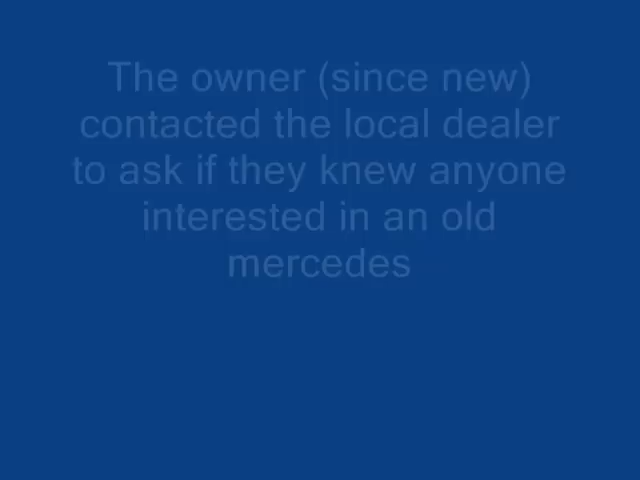 The owner (since new)
contacted the local dealer
to ask if they knew anyone
interested in an old
mercedes